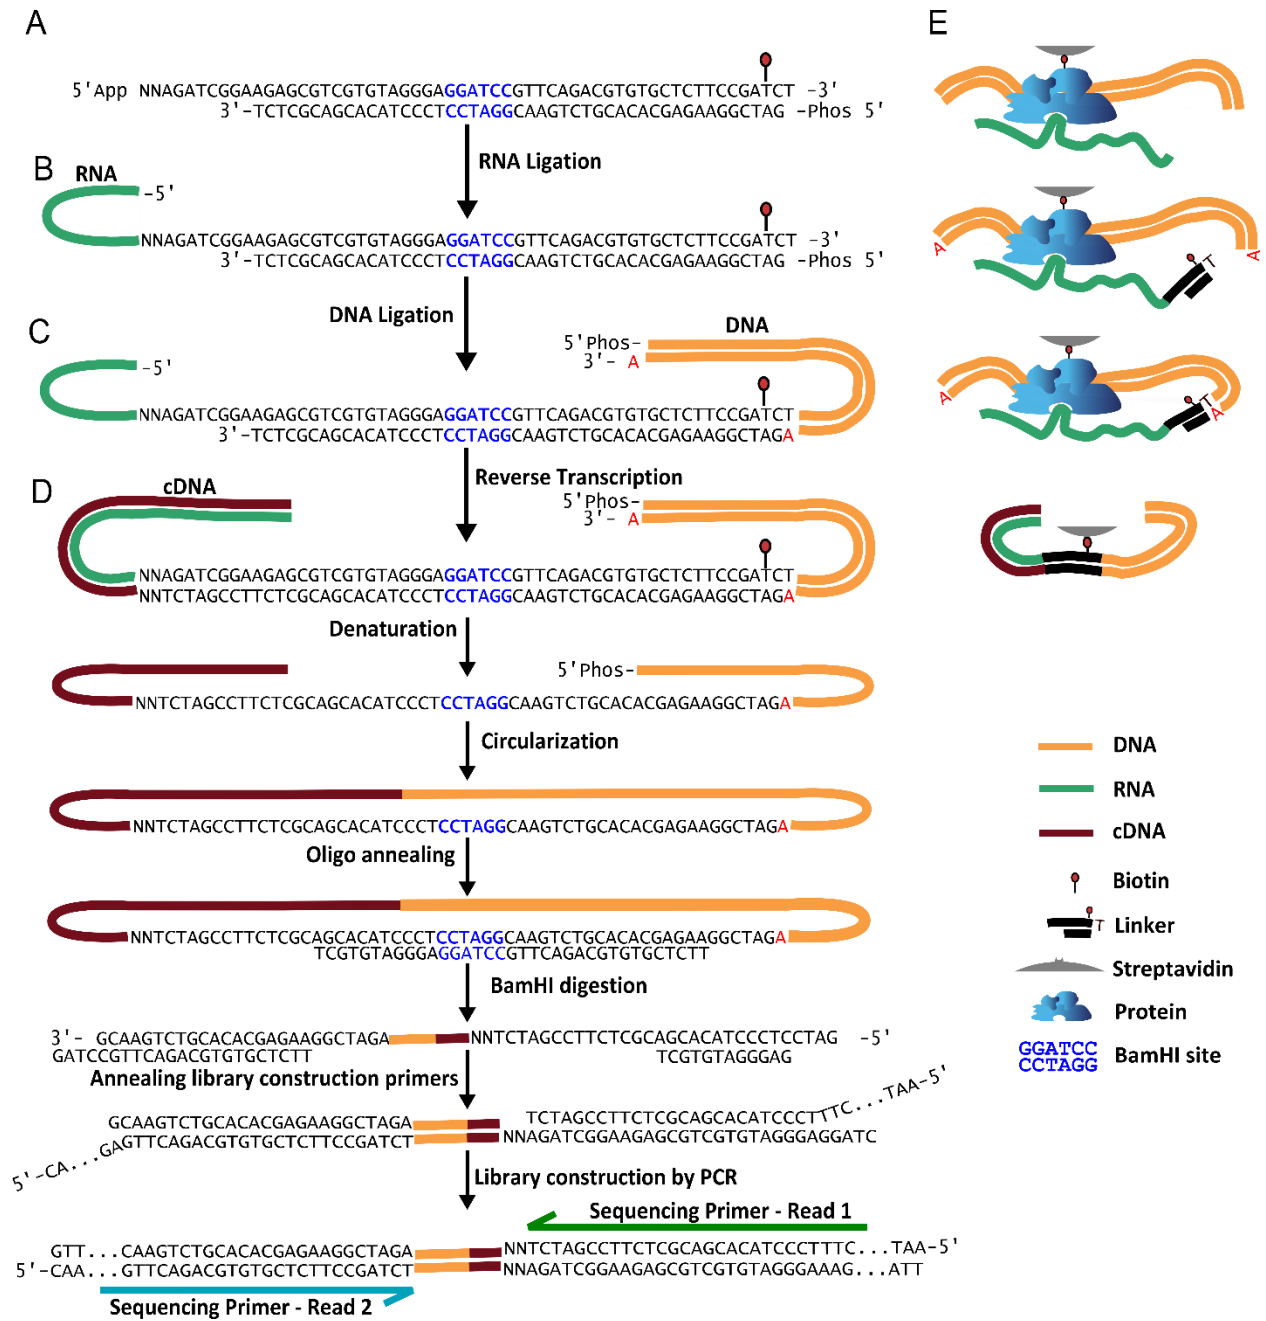 A
E
5'App NNAGATCGGAAGAGCGTCGTGTAGGGAGGATCCGTTCAGACGTGTGCTCTTCCGATCT -3'
3'-TCTCGCAGCACATCCCTCCTAGGCAAGTCTGCACACGAGAAGGCTAG -Phos 5'
RNA Ligation
B
RNA
-5'
NNAGATCGGAAGAGCGTCGTGTAGGGAGGATCCGTTCAGACGTGTGCTCTTCCGATCT -3'
3'-TCTCGCAGCACATCCCTCCTAGGCAAGTCTGCACACGAGAAGGCTAG -Phos 5'
A
A
T
DNA Ligation
C
DNA
5'Phos-
3'- A
-5'
NNAGATCGGAAGAGCGTCGTGTAGGGAGGATCCGTTCAGACGTGTGCTCTTCCGATCT
3'-TCTCGCAGCACATCCCTCCTAGGCAAGTCTGCACACGAGAAGGCTAGA
A
T
A
Reverse Transcription
D
cDNA
5'Phos-
3'- A
NNAGATCGGAAGAGCGTCGTGTAGGGAGGATCCGTTCAGACGTGTGCTCTTCCGATCT
NNTCTAGCCTTCTCGCAGCACATCCCTCCTAGGCAAGTCTGCACACGAGAAGGCTAGA
Denaturation
5'Phos-
NNTCTAGCCTTCTCGCAGCACATCCCTCCTAGGCAAGTCTGCACACGAGAAGGCTAGA
Circularization
NNTCTAGCCTTCTCGCAGCACATCCCTCCTAGGCAAGTCTGCACACGAGAAGGCTAGA
Oligo annealing
NNTCTAGCCTTCTCGCAGCACATCCCTCCTAGGCAAGTCTGCACACGAGAAGGCTAGA
TCGTGTAGGGAGGATCCGTTCAGACGTGTGCTCTT
BamHI digestion
3'- GCAAGTCTGCACACGAGAAGGCTAGA
NNTCTAGCCTTCTCGCAGCACATCCCTCCTAG -5'
GATCCGTTCAGACGTGTGCTCTT
TCGTGTAGGGAG
Annealing library construction primers
GCAAGTCTGCACACGAGAAGGCTAGA
TCTAGCCTTCTCGCAGCACATCCCTTTC...TAA-5'
5'-CA...GAGTTCAGACGTGTGCTCTTCCGATCT
NNAGATCGGAAGAGCGTCGTGTAGGGAGGATC
Library construction by PCR
Sequencing Primer - Read 1
GTT...CAAGTCTGCACACGAGAAGGCTAGA
NNTCTAGCCTTCTCGCAGCACATCCCTTTC...TAA-5'
5'-CAA...GTTCAGACGTGTGCTCTTCCGATCT
NNAGATCGGAAGAGCGTCGTGTAGGGAAAG...ATT
Sequencing Primer - Read 2
DNA
RNA
cDNA
Biotin
T
Linker
Streptavidin
Protein
GGATCC
CCTAGG
BamHI site